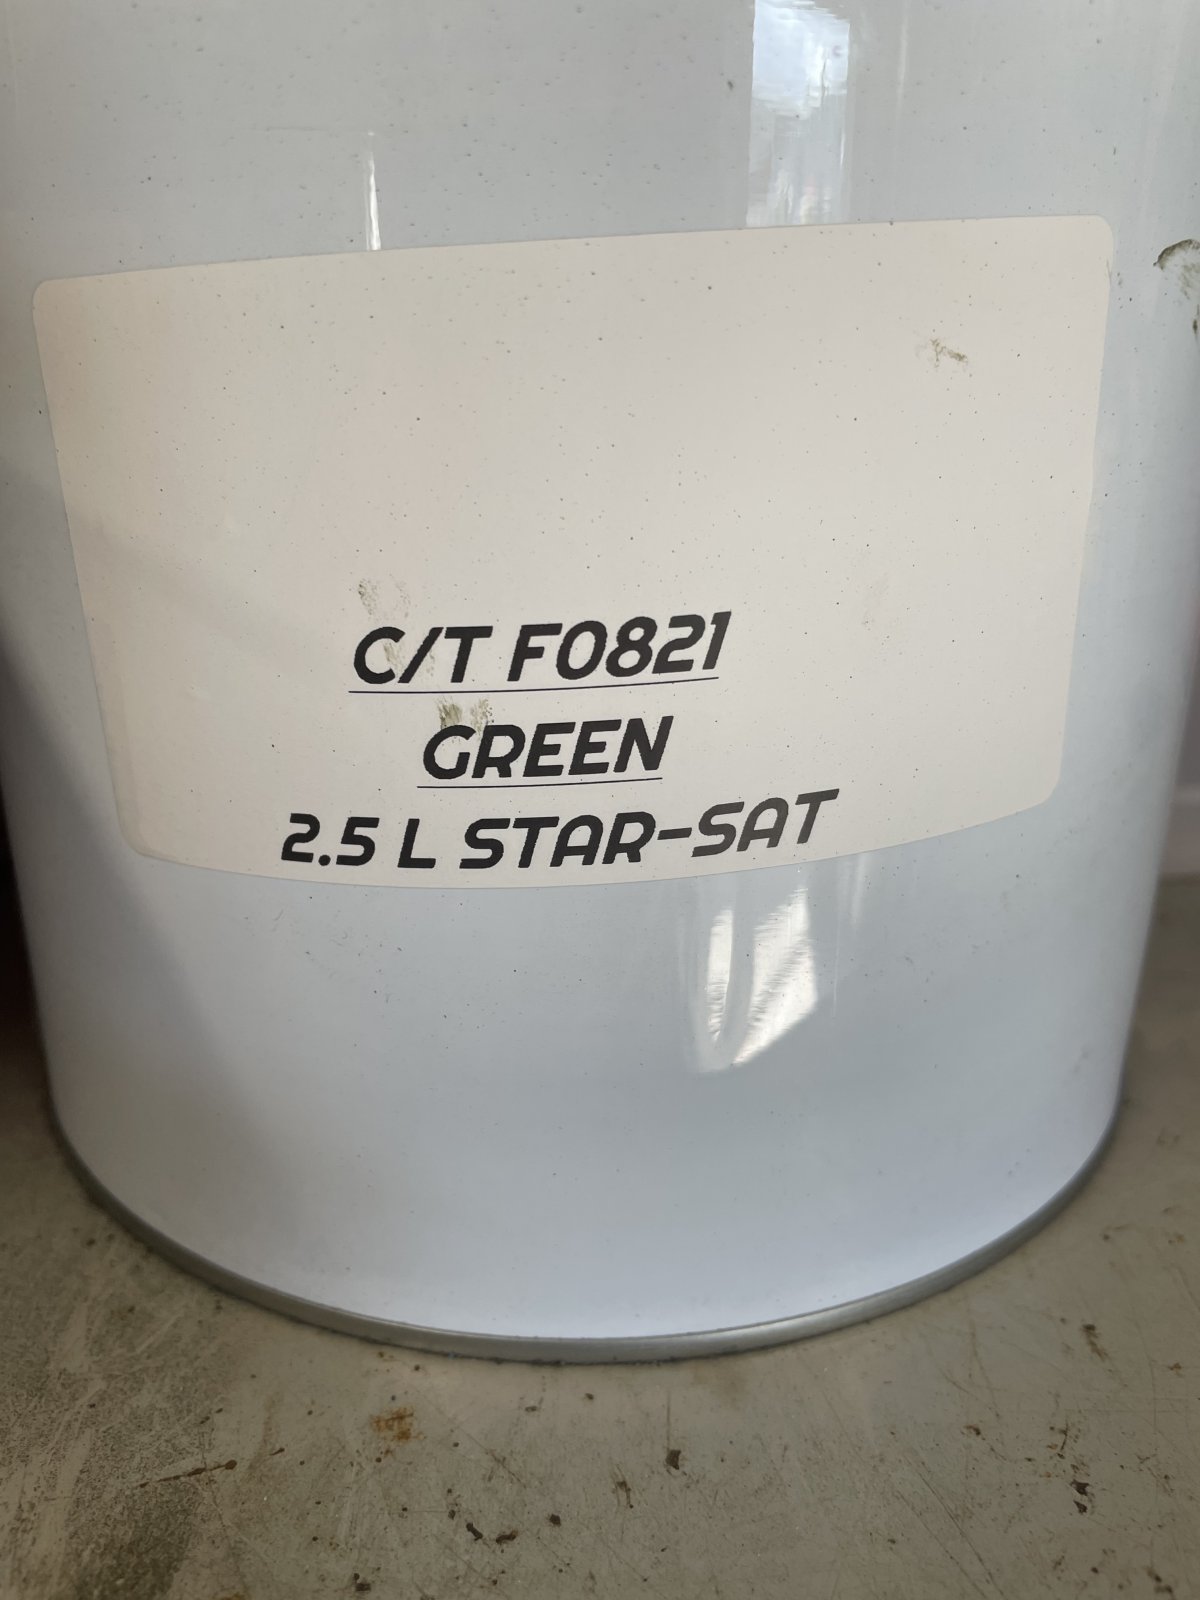 C/T F0821
GREEN
2.5 L STAR-SAT